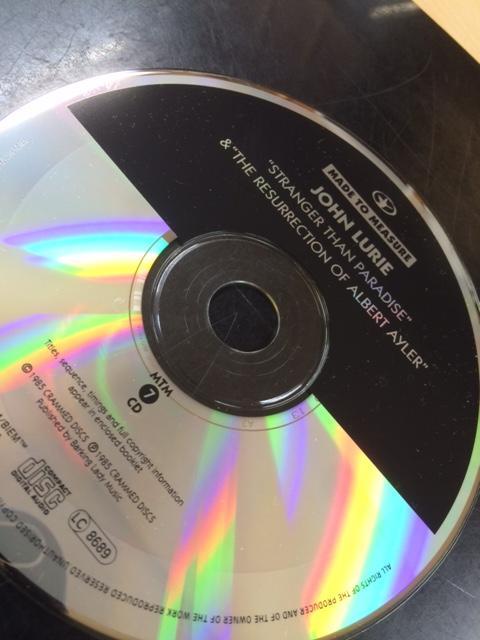 MADE TO MEASURE
JOHN LURIE
"STRANGER THAN PARADISE"
& "THE RESURRECTION OF ALBERT AYLER"
MTM
7
CD
Titles, sequence, timings and full copyright information
appear in enclosed booklet
© 1985 CRAMMED DISCS ℗ 1985 CRAMMED DISCS
Published by Barking Lady Music
/BIEM
COMPACT
disc
DIGITAL AUDIO
LC 8689
ALL RIGHTS OF THE PRODUCER AND OF THE OWNER OF THE WORK REPRODUCED RESERVED UNAUTHORISED